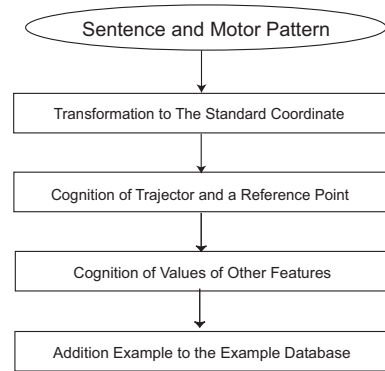 Sentence and Motor Pattern
Transformation to The Standard Coordinate
Cognition of Trajector and a Reference Point
Cognition of Values of Other Features
Addition Example to the Example Database